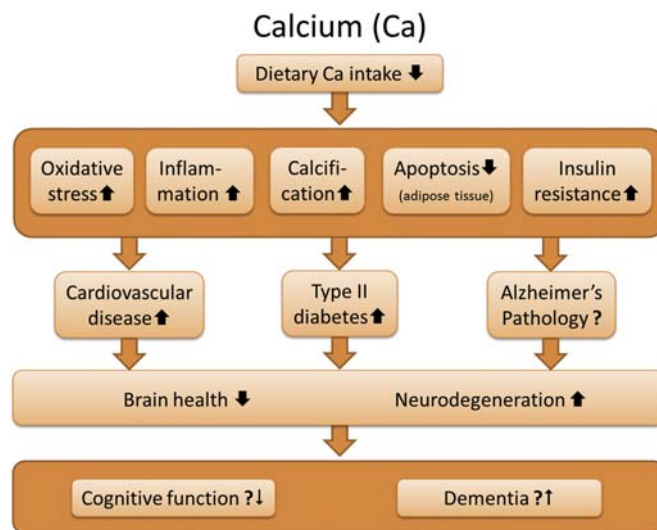 Calcium (Ca)
Dietary Ca intake ⬇
Oxidative
stress ⬆
Inflam-
mation ⬆
Calcifi-
cation ⬆
Apoptosis ⬇
(adipose tissue)
Insulin
resistance ⬆
Cardiovascular
disease ⬆
Type II
diabetes ⬆
Alzheimer's
Pathology ?
Brain health ⬇
Neurodegeneration ⬆
Cognitive function ?↓
Dementia ?↑